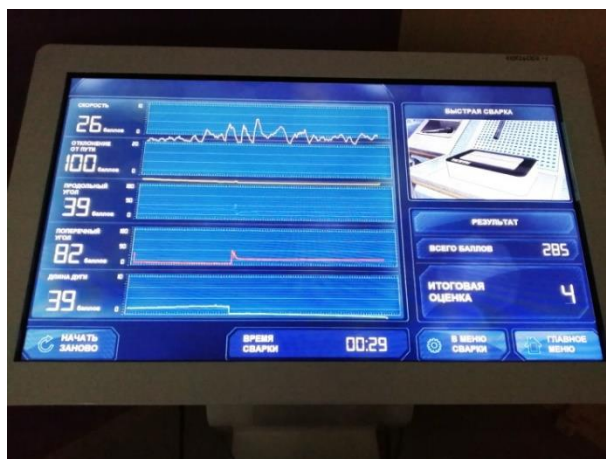 СКОРОСТЬ
26 баллов
ОТКЛОНЕНИЕ
ОТ ПУТИ
100 баллов
ПРОДОЛЬНЫЙ
УГОЛ
39 баллов
ПОПЕРЕЧНЫЙ
УГОЛ
82 баллов
ДЛИНА ДУГИ
39 баллов
БЫСТРАЯ СВАРКА
РЕЗУЛЬТАТ
ВСЕГО БАЛЛОВ 285
ИТОГОВАЯ
ОЦЕНКА 4
НАЧАТЬ
ЗАНОВО
ВРЕМЯ
СВАРКИ 00:29
В МЕНЮ
СВАРКИ
ГЛАВНОЕ
МЕНЮ